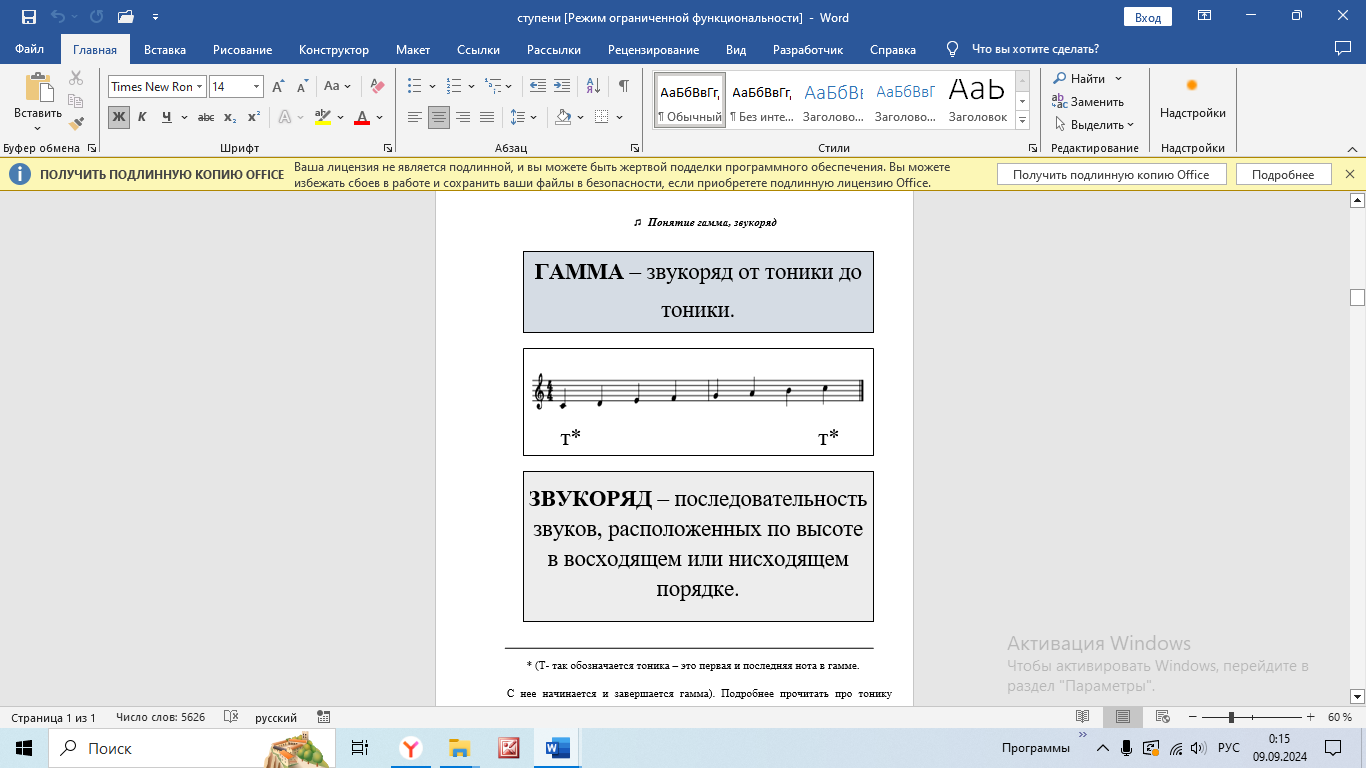 ступени [Режим ограниченной функциональности] - Word
Вход
Файл Главная Вставка Рисование Конструктор Макет Ссылки Рассылки Рецензирование Вид Разработчик Справка Что вы хотите сделать?
Вставить
Буфер обмена
Times New Ron 14 Aa
Ж К Ч abc x₂ x²
Шрифт
Абзац
АаБбВвГг, АаБбВвГг, АаБбВв АаБбВвГ АаЬ
¶ Обычный ¶ Без инте... Заголово... Заголово... Заголовок
Стили
Найти
Заменить
Выделить
Редактирование
Надстройки
Надстройки
ПОЛУЧИТЬ ПОДЛИННУЮ КОПИЮ OFFICE
Ваша лицензия не является подлинной, и вы можете быть жертвой подделки программного обеспечения. Вы можете
избежать сбоев в работе и сохранить ваши файлы в безопасности, если приобретете подлинную лицензию Office.
Получить подлинную копию Office
Подробнее
♫ Понятие гамма, звукоряд
ГАММА – звукоряд от тоники до
тоники.
т* т*
ЗВУКОРЯД – последовательность
звуков, расположенных по высоте
в восходящем или нисходящем
порядке.
* (Т- так обозначается тоника – это первая и последняя нота в гамме.
С нее начинается и завершается гамма). Подробнее прочитать про тонику
Активация Windows
Чтобы активировать Windows, перейдите в
раздел "Параметры".
Страница 1 из 1 Число слов: 5626 русский 60 %
Поиск
Программы
РУС
0:15
09.09.2024